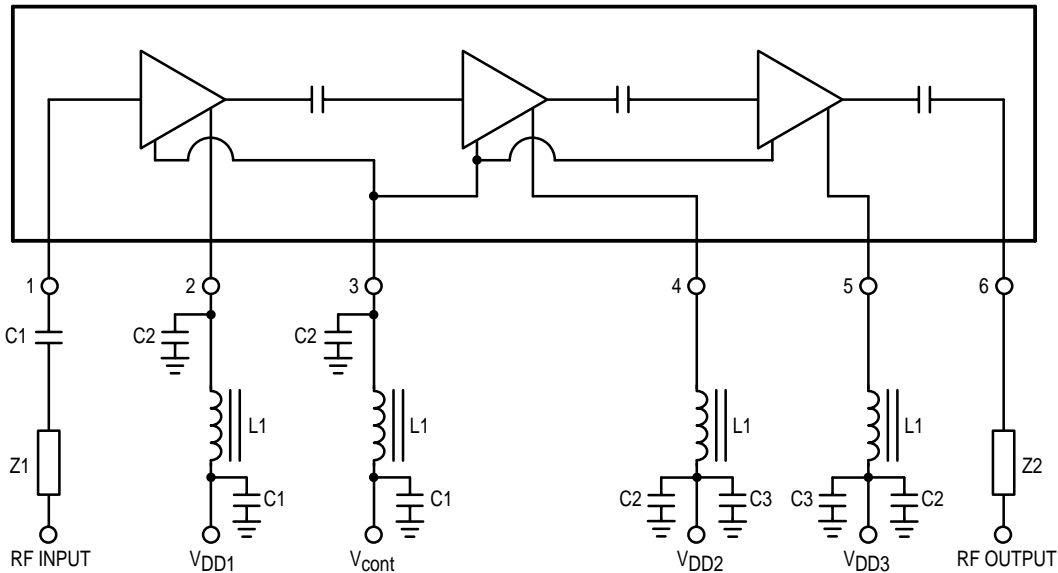 1
2
3
4
5
6
C1
C2
C2
L1
L1
L1
L1
Z1
Z2
C1
C1
C2
C3
C3
C2
RF INPUT
VDD1
Vcont
VDD2
VDD3
RF OUTPUT